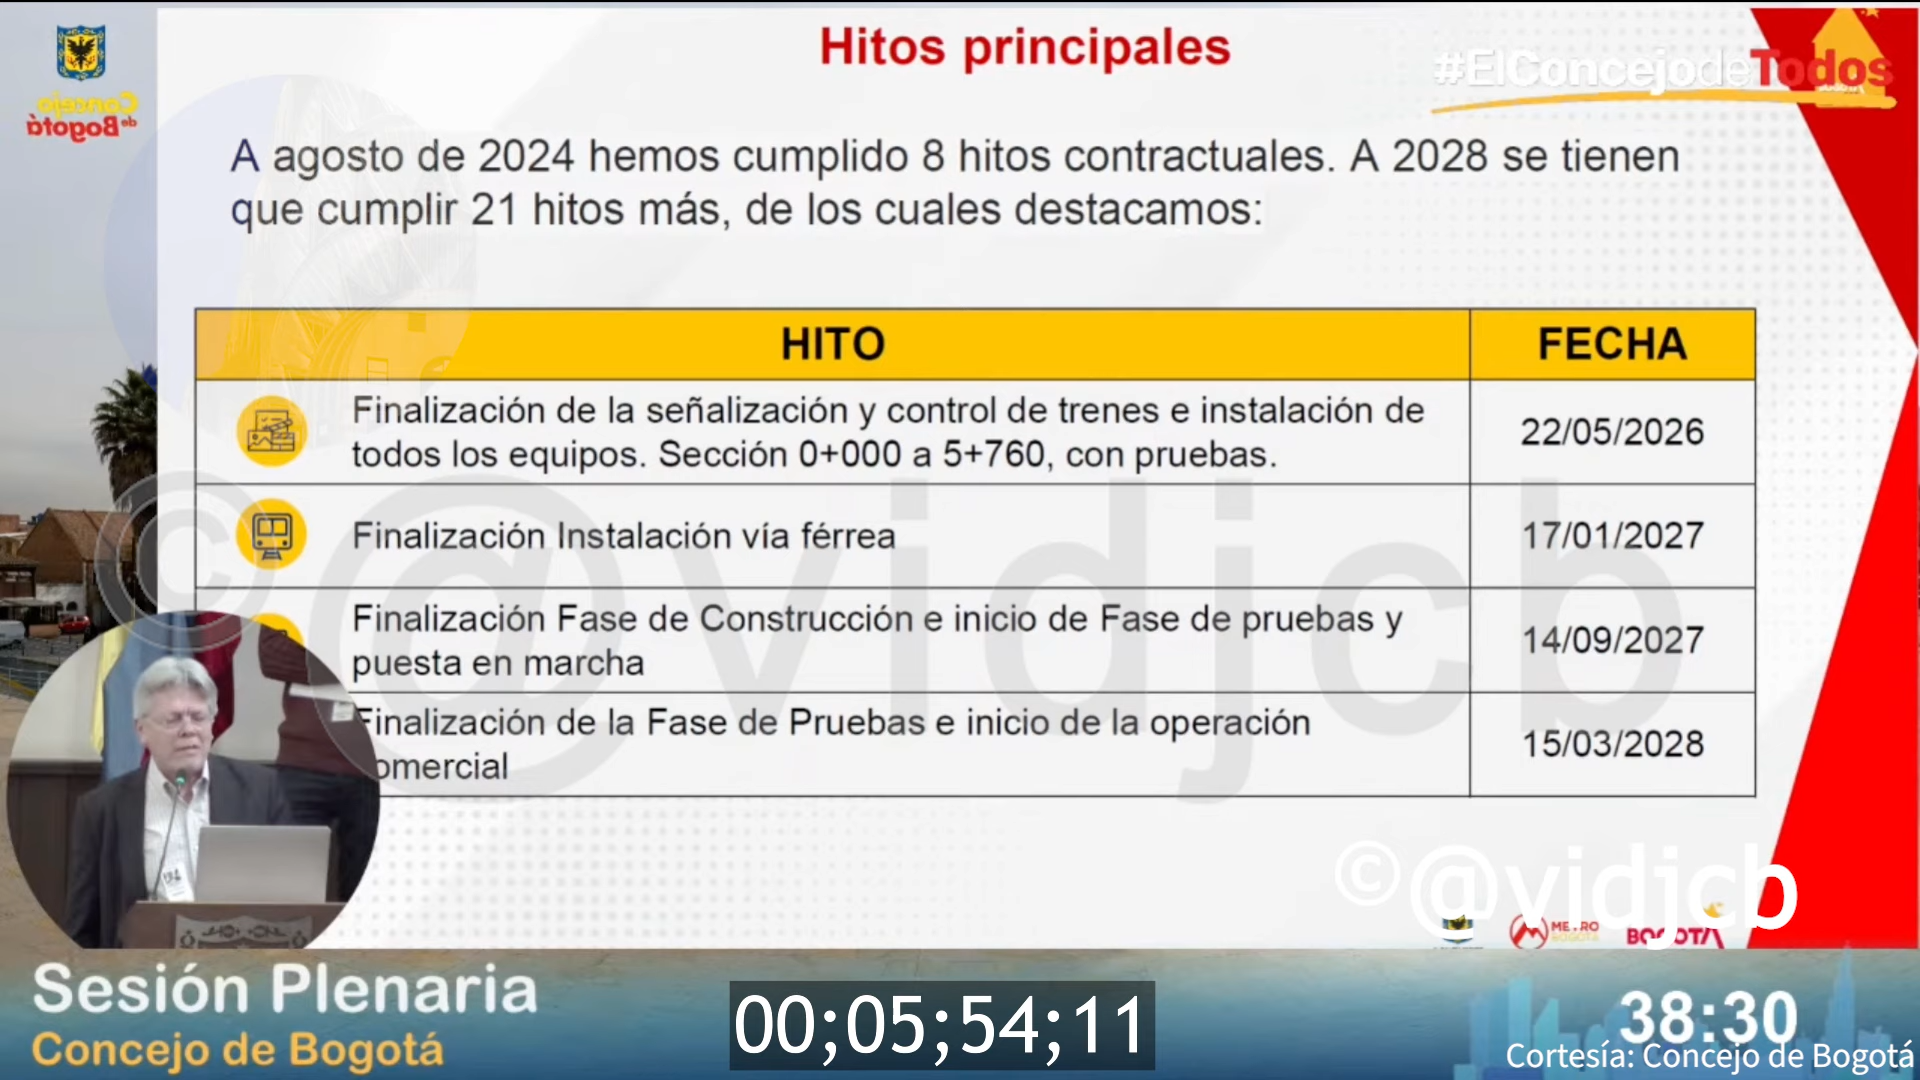 Hitos principales
#ElConcejodeTodos
Concejo
de Bogotá
A agosto de 2024 hemos cumplido 8 hitos contractuales. A 2028 se tienen
que cumplir 21 hitos más, de los cuales destacamos:
HITO
FECHA
Finalización de la señalización y control de trenes e instalación de
todos los equipos. Sección 0+000 a 5+760, con pruebas.
22/05/2026
Finalización Instalación vía férrea
17/01/2027
Finalización Fase de Construcción e inicio de Fase de pruebas y
puesta en marcha
14/09/2027
Finalización de la Fase de Pruebas e inicio de la operación
omercial
15/03/2028
©@vidjcb
©@vidjcb
METRO
BOGOTÁ
BOGOTÁ
Sesión Plenaria
Concejo de Bogotá
00;05;54;11
38:30
Cortesía: Concejo de Bogotá